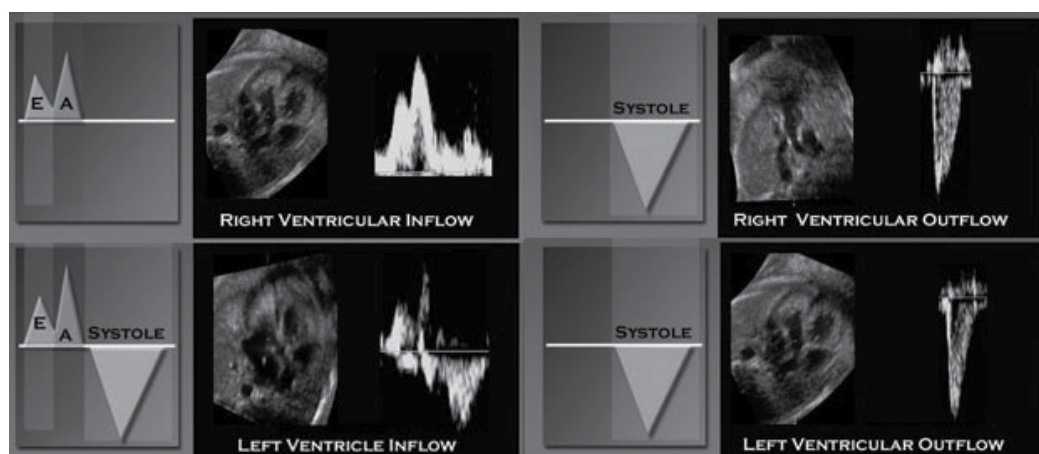 E A
RIGHT VENTRICULAR INFLOW
SYSTOLE
RIGHT VENTRICULAR OUTFLOW
E A SYSTOLE
LEFT VENTRICLE INFLOW
SYSTOLE
LEFT VENTRICULAR OUTFLOW